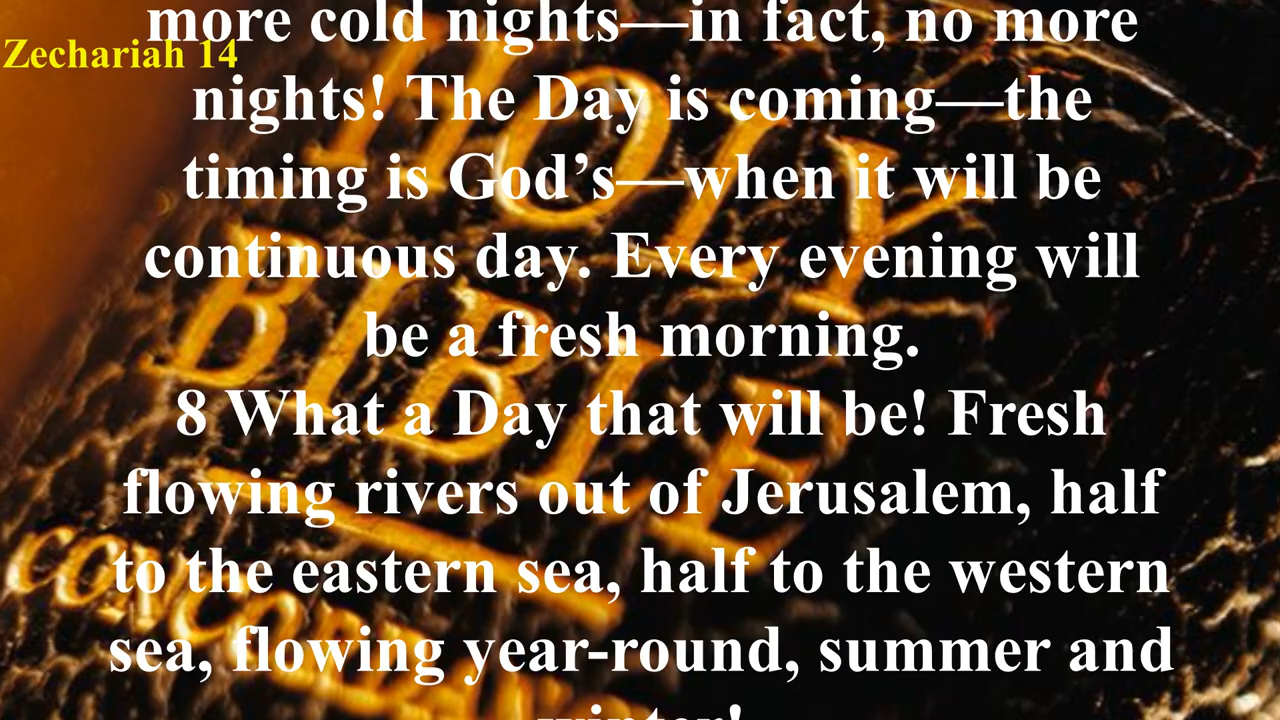 more cold nights—in fact, no more
Zechariah 14
nights! The Day is coming—the
timing is God’s—when it will be
continuous day. Every evening will
be a fresh morning.
8 What a Day that will be! Fresh
flowing rivers out of Jerusalem, half
to the eastern sea, half to the western
sea, flowing year-round, summer and
winter!
HOLY
BIBLE